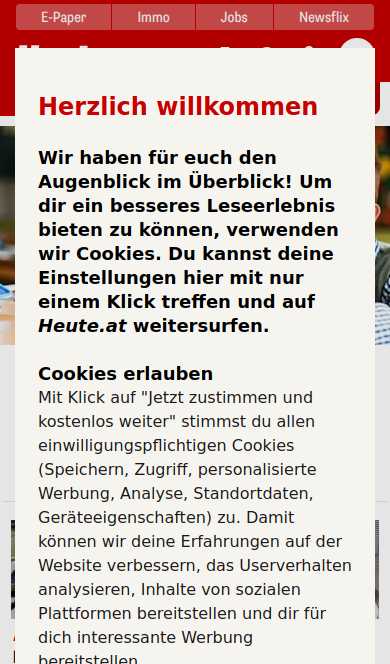 E-Paper Immo Jobs Newsflix
Herzlich willkommen
Wir haben für euch den
Augenblick im Überblick! Um
dir ein besseres Leseerlebnis
bieten zu können, verwenden
wir Cookies. Du kannst deine
Einstellungen hier mit nur
einem Klick treffen und auf
Heute.at weitersurfen.
Cookies erlauben
Mit Klick auf "Jetzt zustimmen und
kostenlos weiter" stimmst du allen
einwilligungspflichtigen Cookies
(Speichern, Zugriff, personalisierte
Werbung, Analyse, Standortdaten,
Geräteeigenschaften) zu. Damit
können wir deine Erfahrungen auf der
Website verbessern, das Userverhalten
analysieren, Inhalte von sozialen
Plattformen bereitstellen und dir für
dich interessante Werbung
bereitstellen